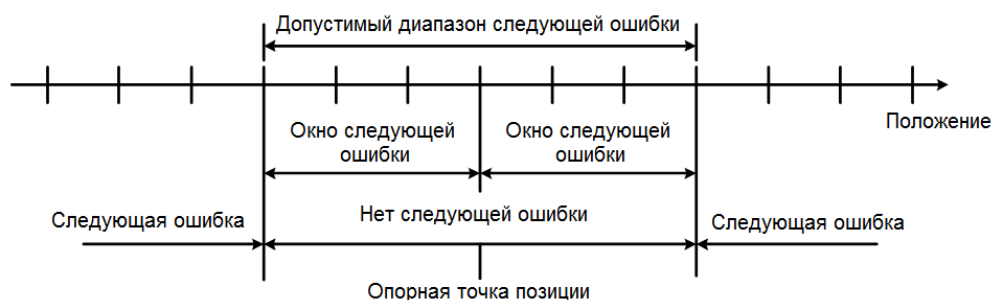 Допустимый диапазон следующей ошибки
Положение
Окно следующей
ошибки
Окно следующей
ошибки
Следующая ошибка
Нет следующей ошибки
Следующая ошибка
Опорная точка позиции